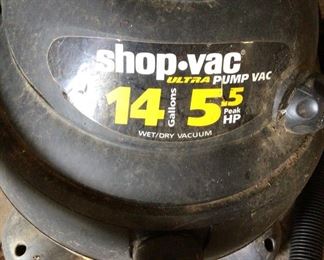 shop·vac
ULTRA PUMP VAC
14 Gallons 5.5 Peak HP
WET/DRY VACUUM